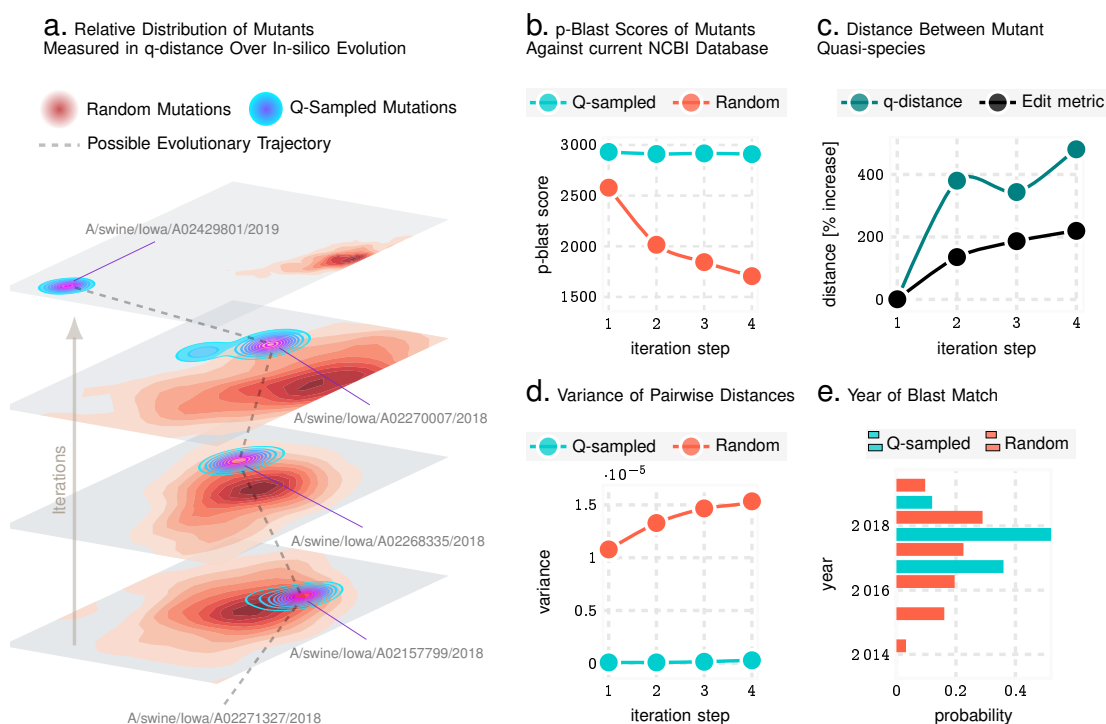 a. Relative Distribution of Mutants
Measured in q-distance Over In-silico Evolution
Random Mutations
Q-Sampled Mutations
Possible Evolutionary Trajectory
A/swine/Iowa/A02429801/2019
A/swine/Iowa/A02270007/2018
A/swine/Iowa/A02268335/2018
A/swine/Iowa/A02157799/2018
A/swine/Iowa/A02271327/2018
Iterations
b. p-Blast Scores of Mutants
Against current NCBI Database
Q-sampled
Random
3000
2500
2000
1500
p-blast score
1 2 3 4
iteration step
c. Distance Between Mutant
Quasi-species
q-distance
Edit metric
400
200
0
distance [% increase]
1 2 3 4
iteration step
d. Variance of Pairwise Distances
Q-sampled
Random
·10⁻⁵
1.5
1
0.5
0
variance
1 2 3 4
iteration step
e. Year of Blast Match
Q-sampled
Random
2018
2016
2014
year
0 0.2 0.4
probability